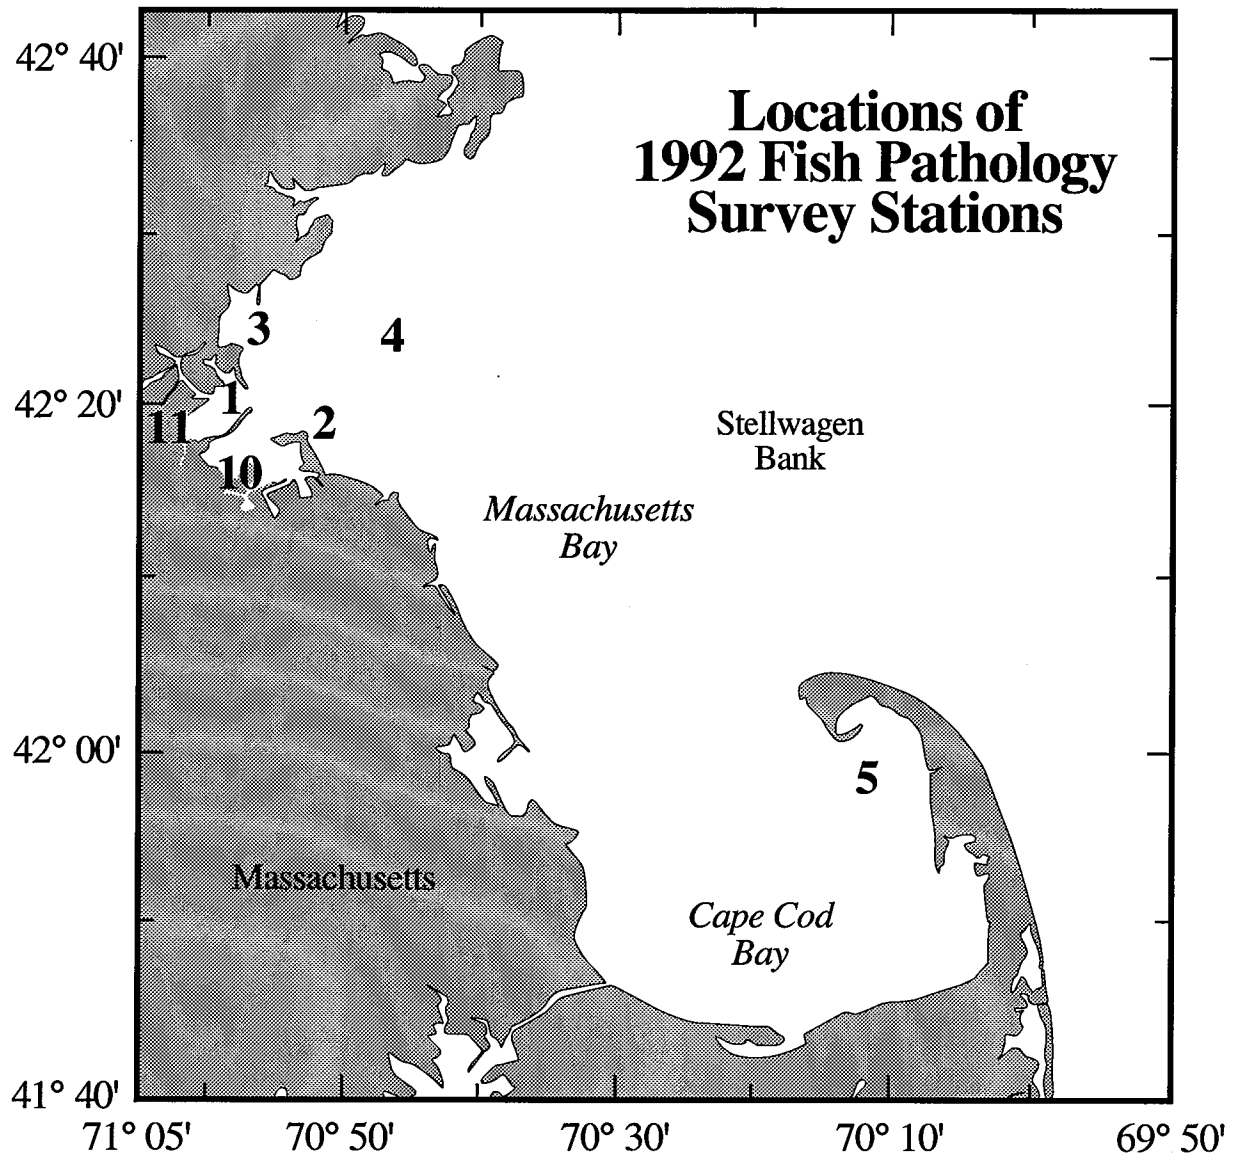 42° 40'
Locations of
1992 Fish Pathology
Survey Stations
3
4
42° 20'
1
11
2
Stellwagen
Bank
10
Massachusetts
Bay
42° 00'
5
Massachusetts
Cape Cod
Bay
41° 40'
71° 05'
70° 50'
70° 30'
70° 10'
69° 50'